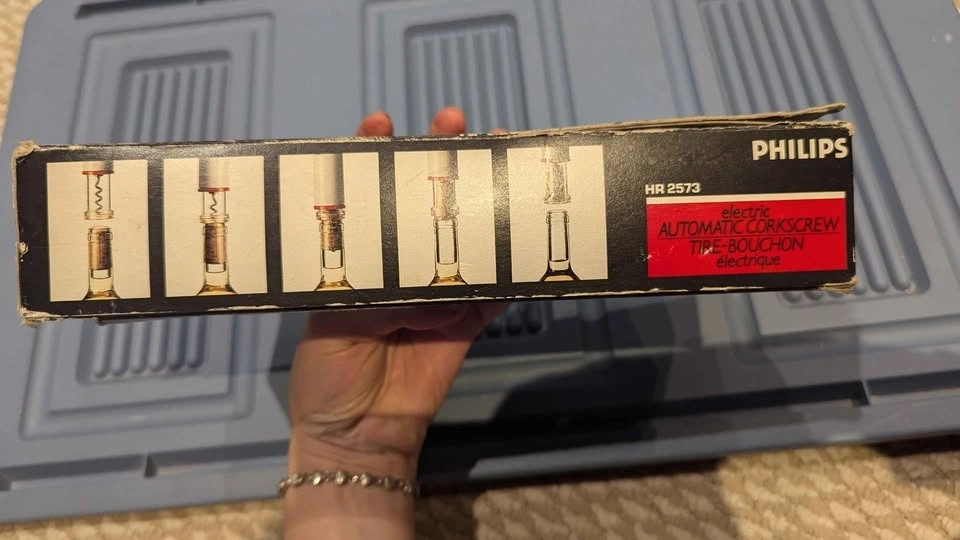 PHILIPS
HR 2573
electric
AUTOMATIC CORKSCREW
TIRE-BOUCHON
électrique